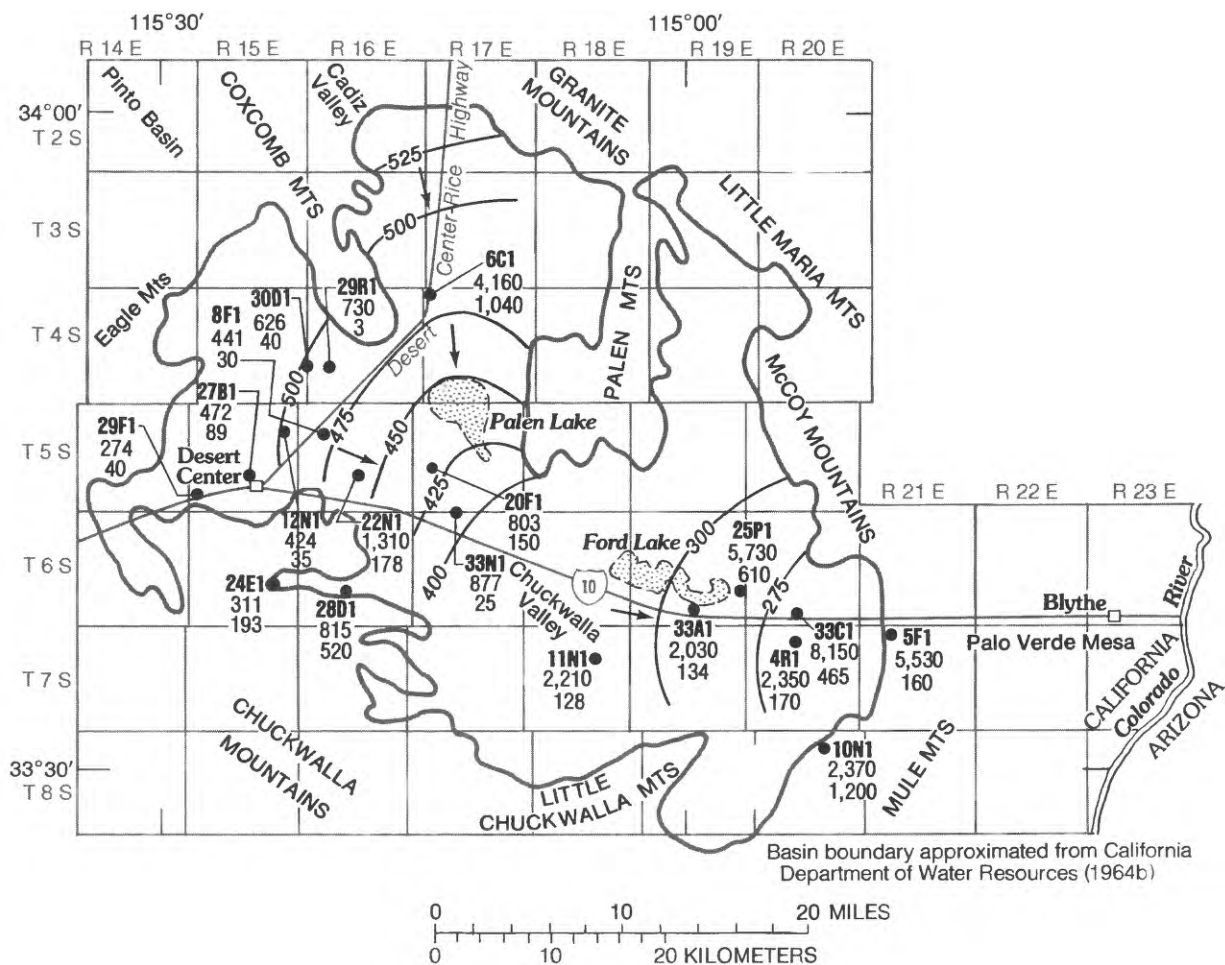 115°30′
115°00′
R 14 E
R 15 E
R 16 E
R 17 E
R 18 E
R 19 E
R 20 E
34°00′
T 2 S
T 3 S
T 4 S
T 5 S
T 6 S
T 7 S
33°30′
T 8 S
Pinto Basin
COXCOMB MTS
Cadiz
Valley
Center-Rice Highway
Desert
GRANITE
MOUNTAINS
525
500
LITTLE MARIA MTS
PALEN MTS
Eagle Mts
6C1
4,160
1,040
29R1
730
3
30D1
626
40
8F1
441
30
27B1
472
89
29F1
274
40
Desert
Center
500
475
450
425
400
Palen Lake
McCOY MOUNTAINS
R 21 E
R 22 E
R 23 E
12N1
424
35
22N1
1,310
178
20F1
803
150
33N1
877
25
24E1
311
193
28D1
815
520
Ford Lake
300
275
25P1
5,730
610
Chuckwalla
Valley
10
11N1
2,210
128
33A1
2,030
134
4R1
2,350
170
33C1
8,150
465
5F1
5,530
160
Blythe
Palo Verde Mesa
River
Colorado
CALIFORNIA
ARIZONA
CHUCKWALLA
MOUNTAINS
LITTLE
CHUCKWALLA MTS
10N1
2,370
1,200
MULE MTS
Basin boundary approximated from California
Department of Water Resources (1964b)
0 10 20 MILES
0 10 20 KILOMETERS